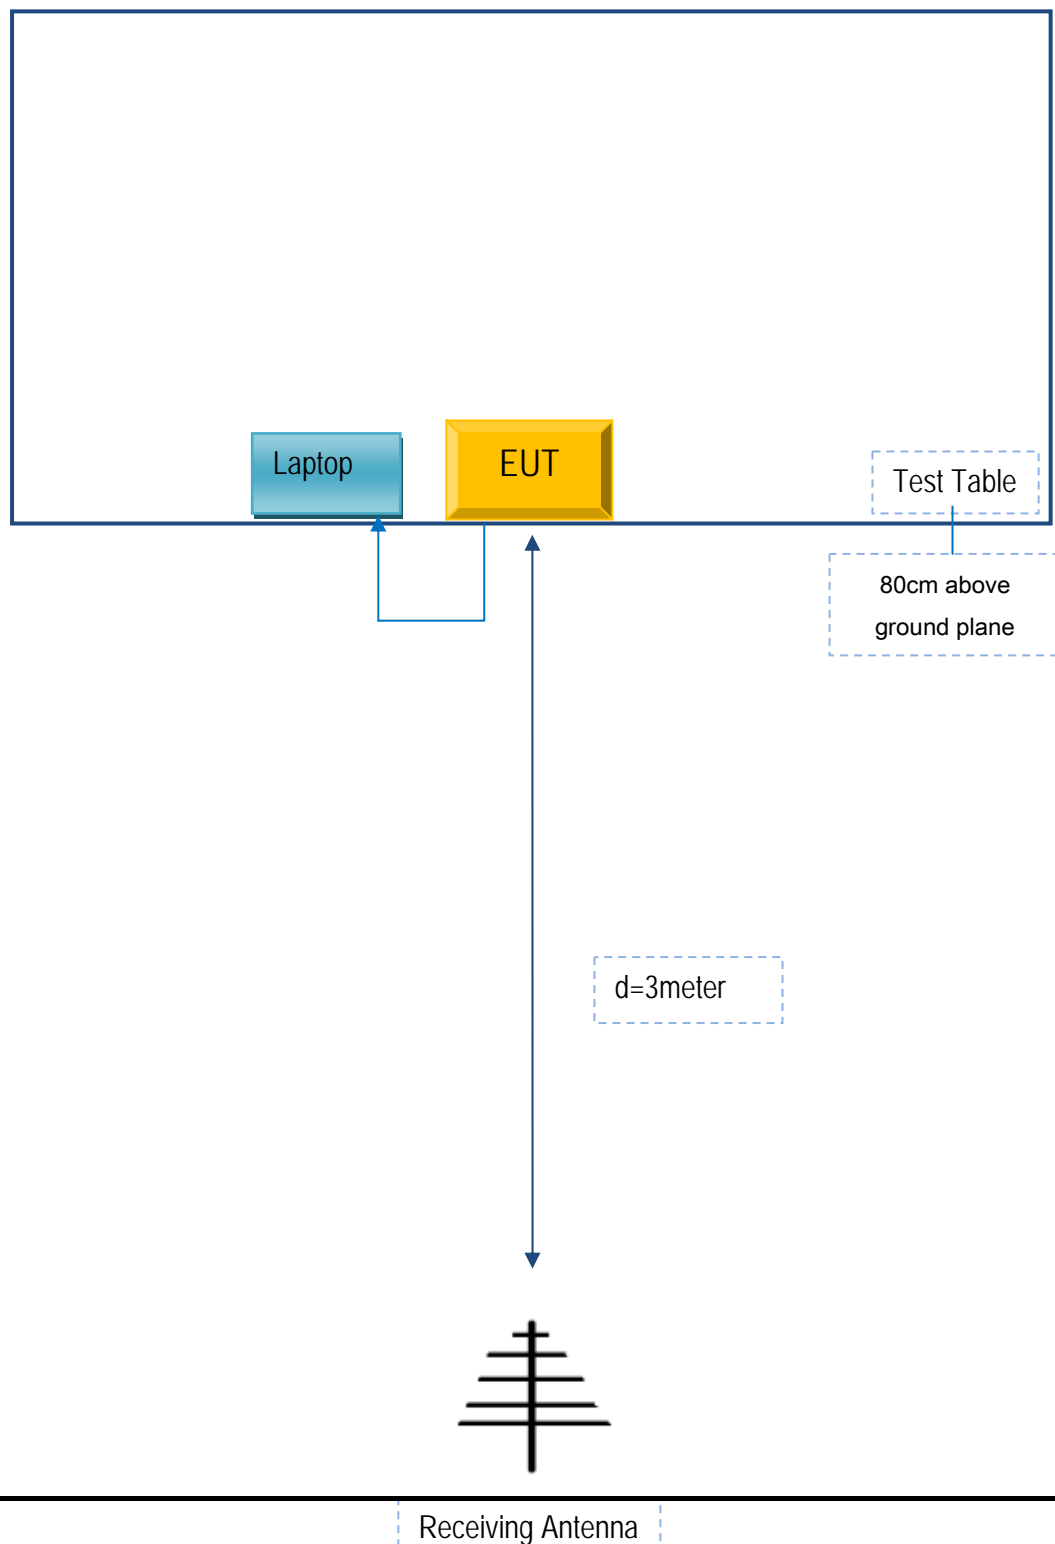 Laptop
EUT
Test Table
80cm above
ground plane
d=3meter
Receiving Antenna